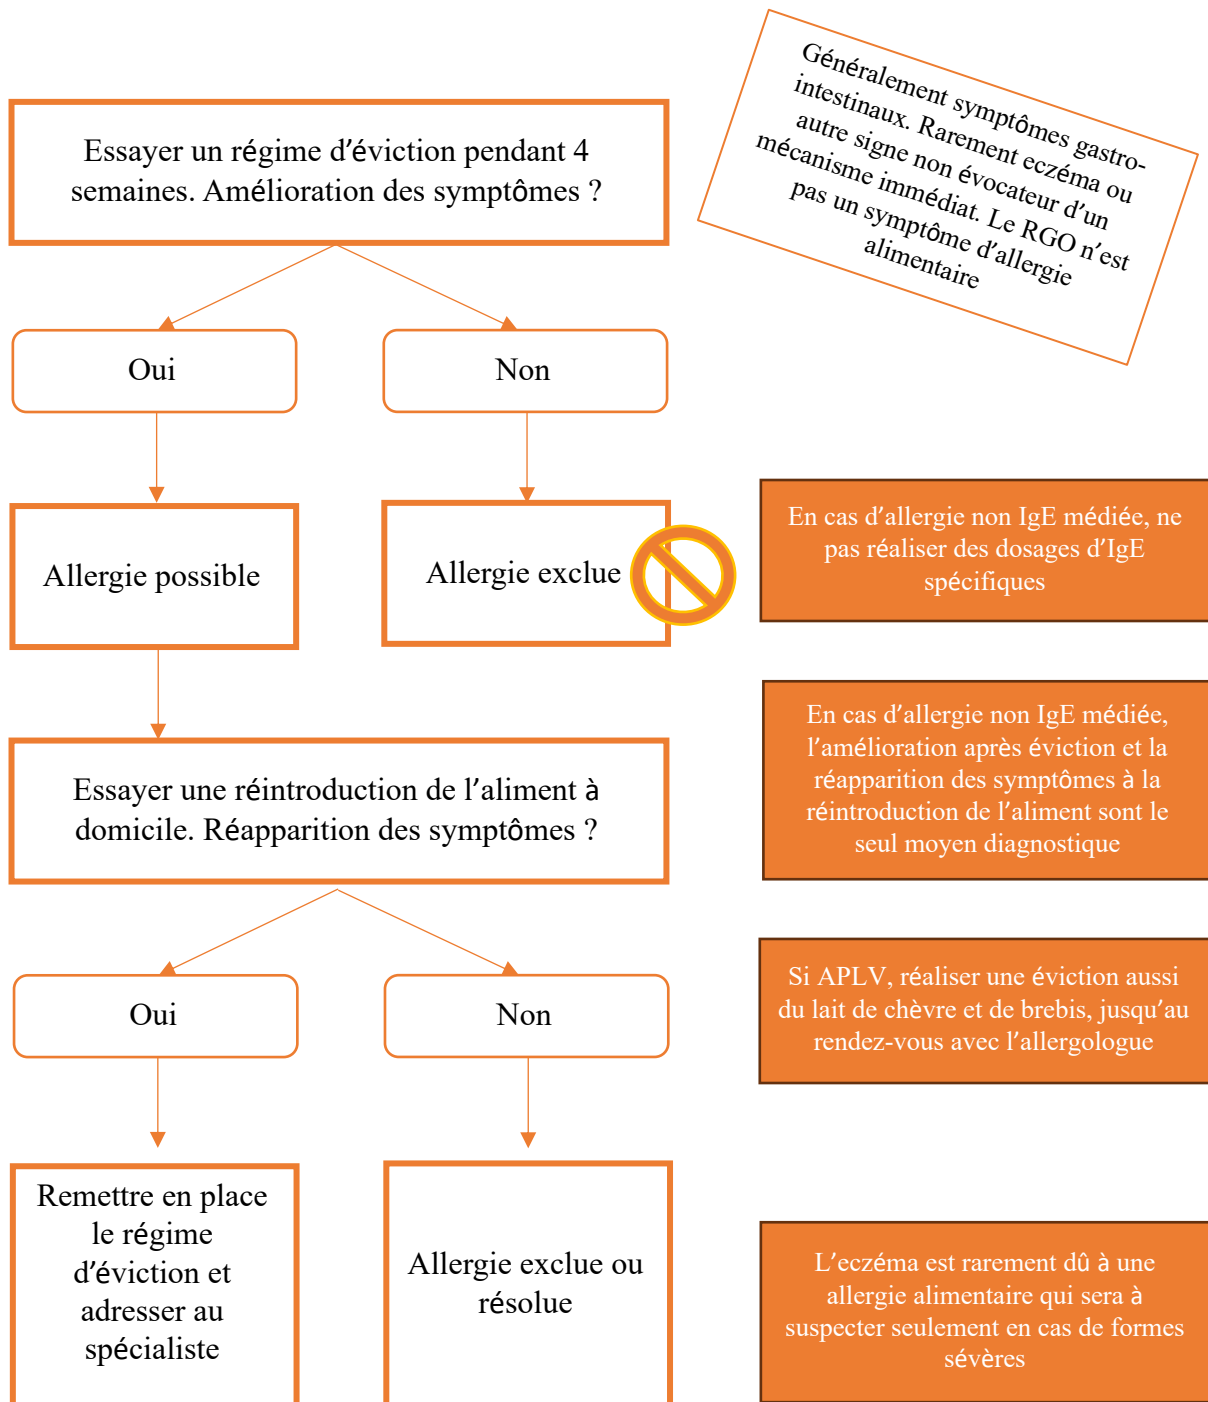 Généralement symptômes gastro-
intestinaux. Rarement eczéma ou
autre signe non évocateur d’un
mécanisme immédiat. Le RGO n’est
pas un symptôme d’allergie
alimentaire
Essayer un régime d’éviction pendant 4
semaines. Amélioration des symptômes ?
Oui
Non
Allergie possible
Allergie exclue
En cas d’allergie non IgE médiée, ne
pas réaliser des dosages d’IgE
spécifiques
Essayer une réintroduction de l’aliment à
domicile. Réapparition des symptômes ?
En cas d’allergie non IgE médiée,
l’amélioration après éviction et la
réapparition des symptômes à la
réintroduction de l’aliment sont le
seul moyen diagnostique
Oui
Non
Si APLV, réaliser une éviction aussi
du lait de chèvre et de brebis, jusqu’au
rendez-vous avec l’allergologue
Remettre en place
le régime
d’éviction et
adresser au
spécialiste
Allergie exclue ou
résolue
L’eczéma est rarement dû à une
allergie alimentaire qui sera à
suspecter seulement en cas de formes
sévères